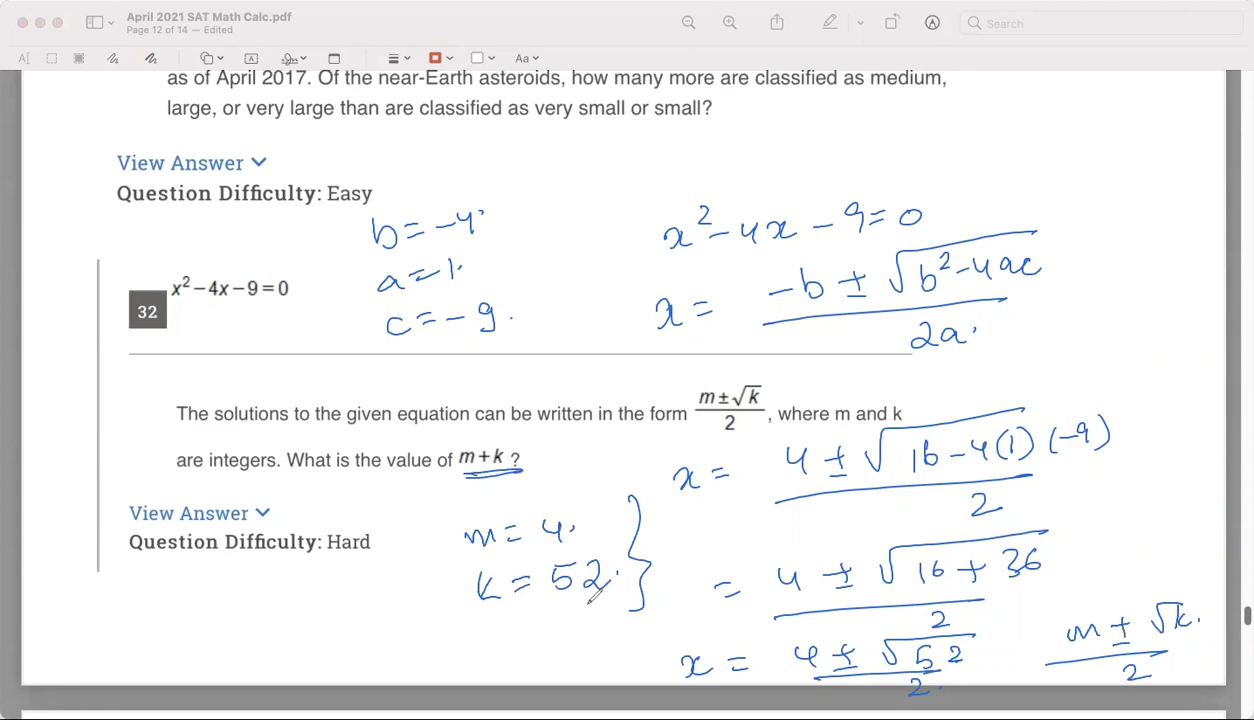 April 2021 SAT Math Calc.pdf
Page 12 of 14 – Edited
Search
Aa
as of April 2017. Of the near-Earth asteroids, how many more are classified as medium,
large, or very large than are classified as very small or small?
View Answer
Question Difficulty: Easy
b = -4
a = 1
c = -9
x² - 4x - 9 = 0
x = (-b ± √(b² - 4ac)) / 2a
32
x² – 4x – 9 = 0
The solutions to the given equation can be written in the form (m ± √k) / 2, where m and k
are integers. What is the value of m + k ?
View Answer
Question Difficulty: Hard
m = 4
k = 52
x = (4 ± √(16 - 4(1)(-9))) / 2
= (4 ± √(16 + 36)) / 2
x = (4 ± √52) / 2
(m ± √k) / 2